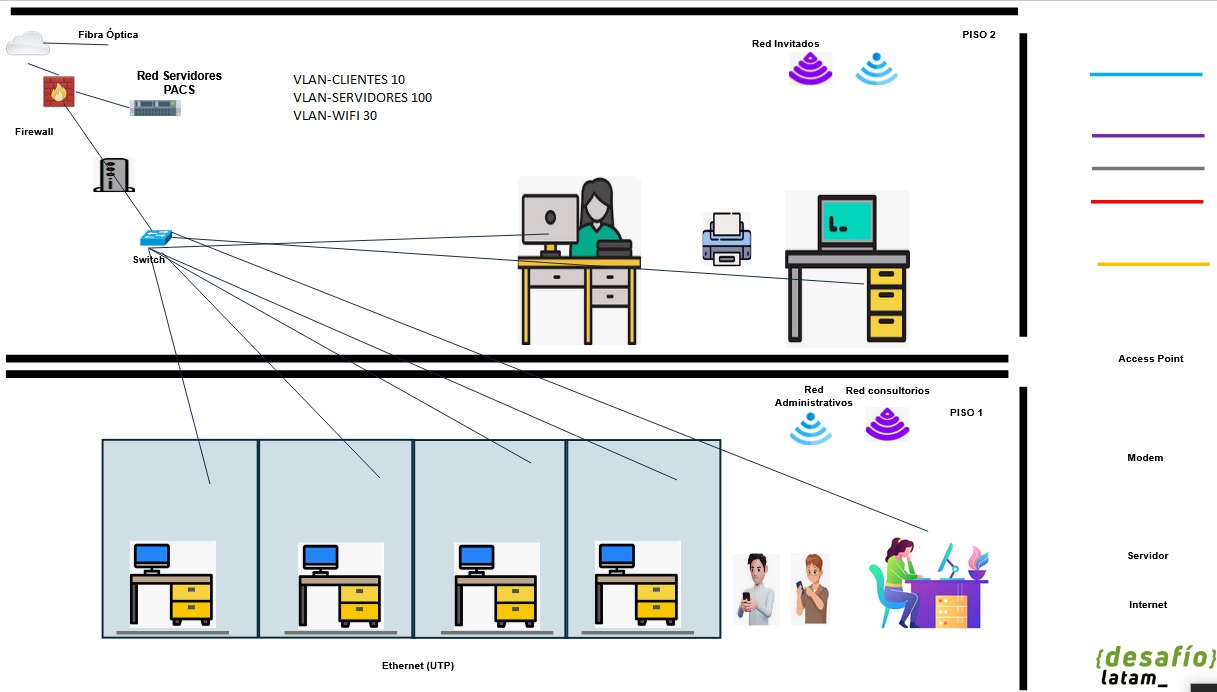 Fibra Óptica
Red Servidores
PACS
Firewall
VLAN-CLIENTES 10
VLAN-SERVIDORES 100
VLAN-WIFI 30
Red Invitados
PISO 2
Switch
Access Point
Red
Administrativos
Red consultorios
PISO 1
Modem
Servidor
Internet
Ethernet (UTP)
{desafío}
latam_